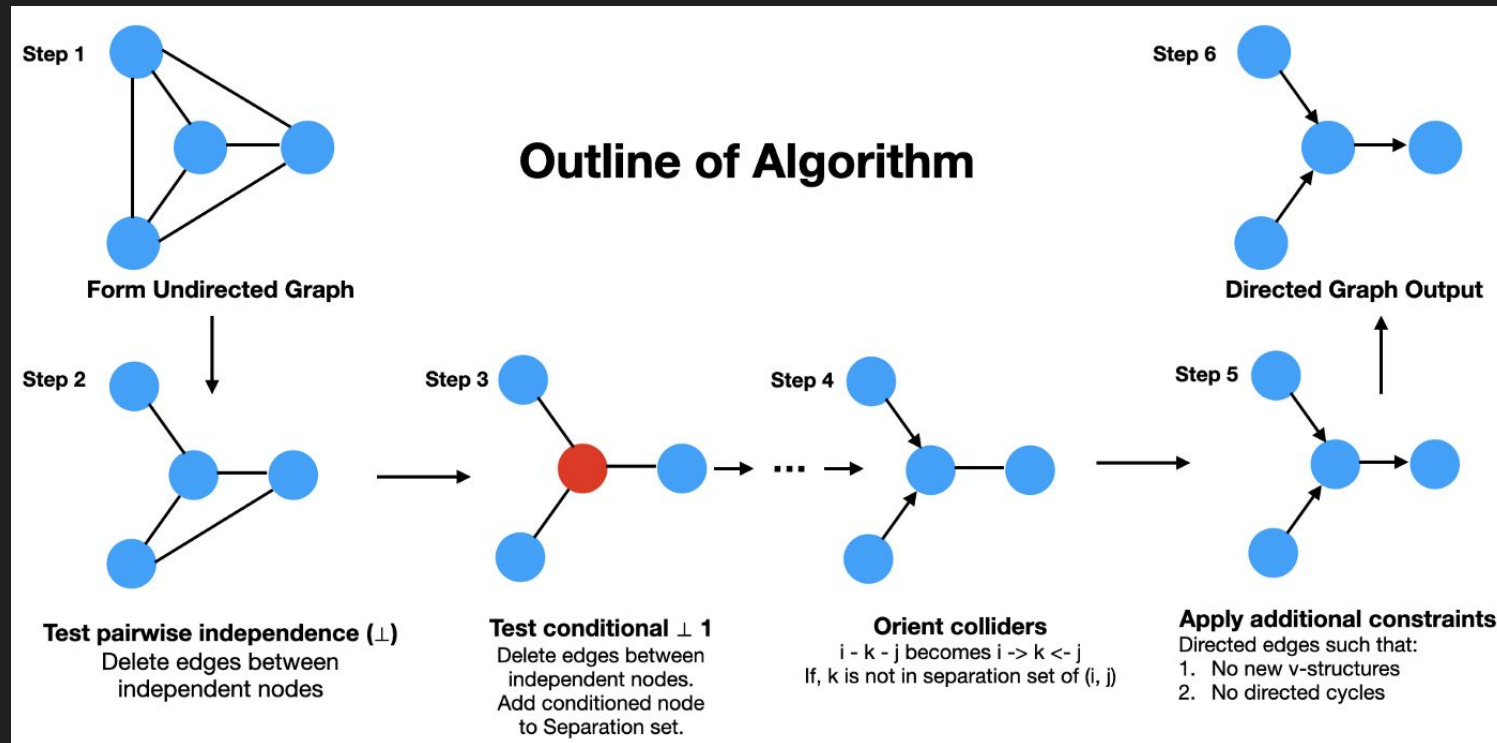 Step 1
Form Undirected Graph
Outline of Algorithm
Step 6
Directed Graph Output
Step 2
Test pairwise independence (⊥)
Delete edges between
independent nodes
Step 3
Test conditional ⊥ 1
Delete edges between
independent nodes.
Add conditioned node
to Separation set.
...
Step 4
Orient colliders
i - k - j becomes i -> k <- j
If, k is not in separation set of (i, j)
Step 5
Apply additional constraints
Directed edges such that:
1. No new v-structures
2. No directed cycles